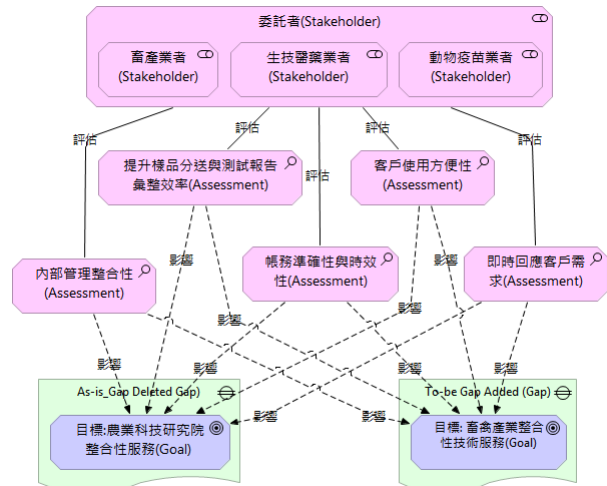 委託者(Stakeholder)
畜產業者
(Stakeholder)
生技醫藥業者
(Stakeholder)
動物疫苗業者
(Stakeholder)
評估
評估
評估
評估
評估
提升樣品分送與測試報告
彙整效率(Assessment)
客戶使用方便性
(Assessment)
內部管理整合性
(Assessment)
帳務準確性與時效
性(Assessment)
即時回應客戶需
求(Assessment)
影響
影響
影響
影響
影響
影響
影響
影響
影響
影響
As-is_Gap Deleted Gap)
目標:農業科技研究院
整合性服務(Goal)
To-be Gap Added (Gap)
目標: 畜禽產業整合
性技術服務(Goal)